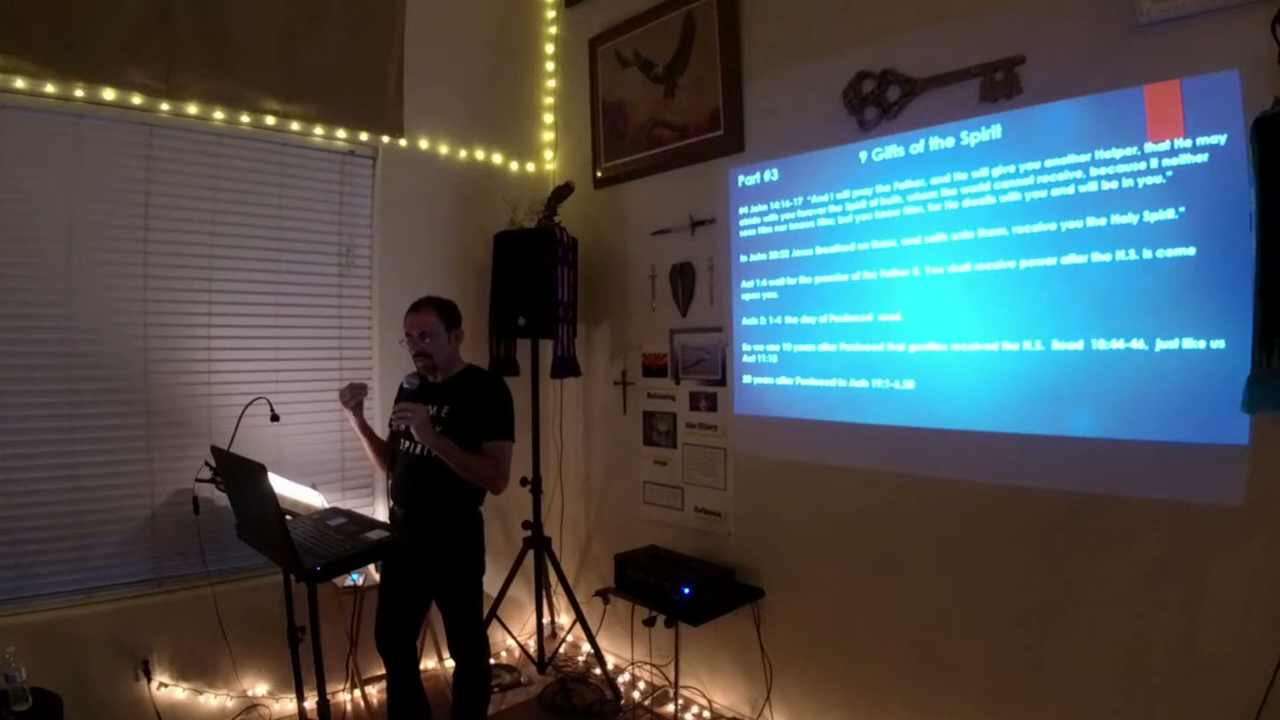 9 Gifts of the Spirit
Part #3
#4 John 14:16-17 "And I will pray the Father, and He will give you another Helper, that He may
abide with you forever the Spirit of truth, whom the world cannot receive, because it neither
seen Him nor knows Him; but you know Him, for He dwells with you and will be in you."
In John 20:22 Jesus breathed on them, and saith unto them, receive you the Holy Spirit."
Act 1:4 wait for the promise of the Father 8. You shall receive power after the H.S. is come
upon you.
Acts 2: 1-4 the day of Pentecost read.
So we see 10 years after Pentecost that gentiles received the H.S. Read 10:44-46, just like us
Act 11:15
20 years after Pentecost in Acts 19:1-6.
ME
SPIRIT
the Glory
Arizona